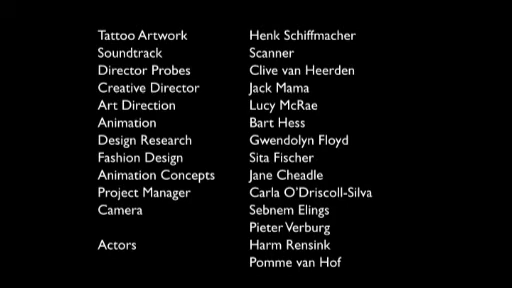 Tattoo Artwork Henk Schiffmacher
Soundtrack Scanner
Director Probes Clive van Heerden
Creative Director Jack Mama
Art Direction Lucy McRae
Animation Bart Hess
Design Research Gwendolyn Floyd
Fashion Design Sita Fischer
Animation Concepts Jane Cheadle
Project Manager Carla O'Driscoll-Silva
Camera Sebnem Elings
Pieter Verburg
Actors Harm Rensink
Pomme van Hof